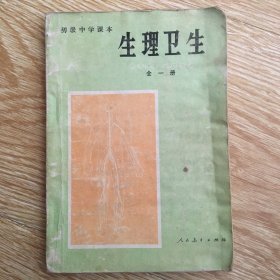 初级中学课本
生理卫生
全一册
人民教育出版社